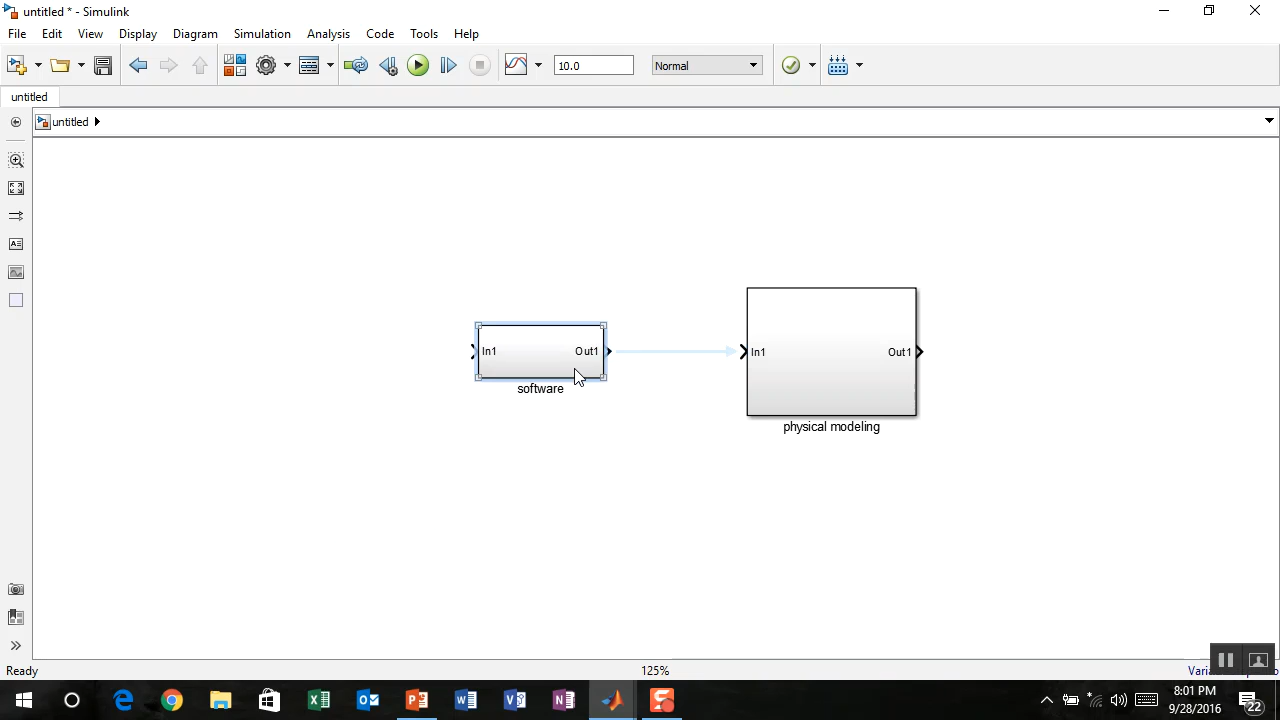 untitled * - Simulink
File Edit View Display Diagram Simulation Analysis Code Tools Help
10.0 Normal
untitled
untitled
In1 Out1
software
In1 Out1
physical modeling
Ready 125%
8:01 PM
9/28/2016
22